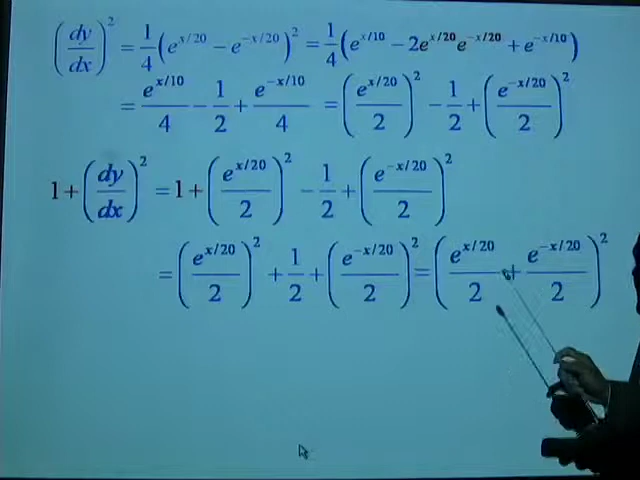 (dy/dx)² = 1/4(e^{x/20} − e^{−x/20})² = 1/4(e^{x/10} − 2e^{x/20}e^{−x/20} + e^{−x/10})
= e^{x/10}/4 − 1/2 + e^{−x/10}/4 = (e^{x/20}/2)² − 1/2 + (e^{−x/20}/2)²
1+(dy/dx)² = 1+(e^{x/20}/2)² − 1/2 + (e^{−x/20}/2)²
= (e^{x/20}/2)² + 1/2 + (e^{−x/20}/2)² = (e^{x/20}/2 + e^{−x/20}/2)²